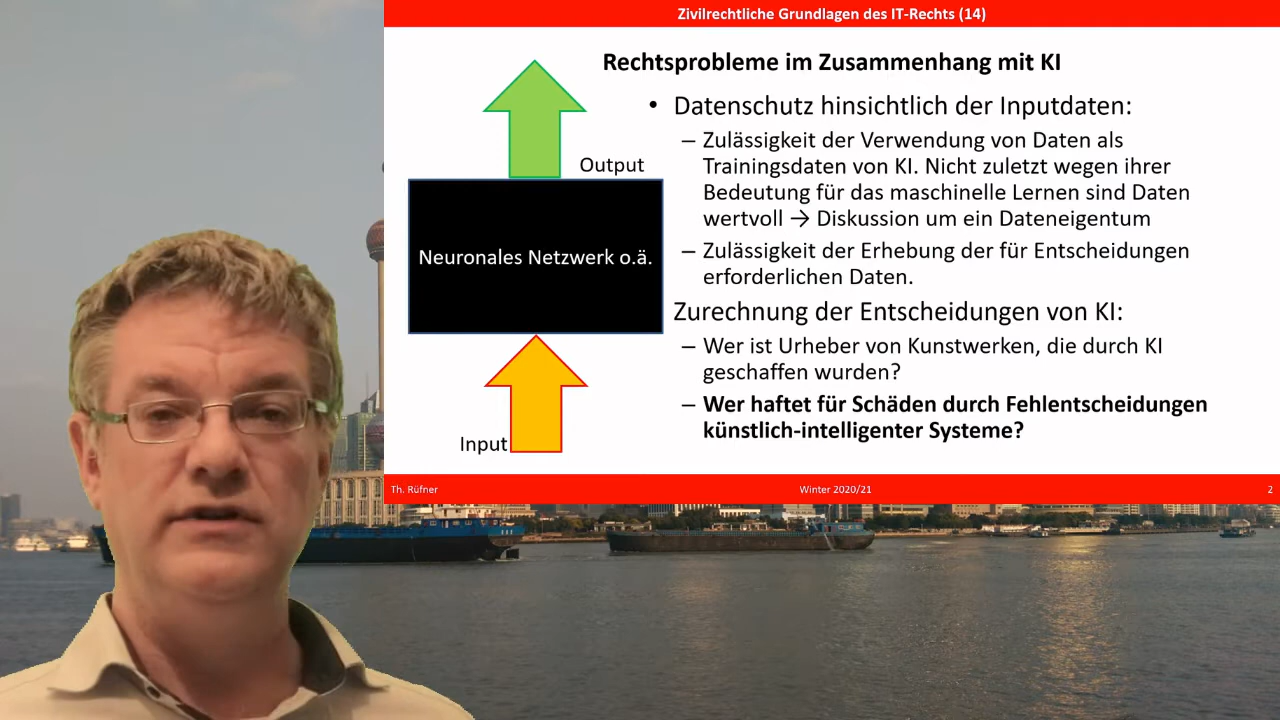 Zivilrechtliche Grundlagen des IT-Rechts (14)
Rechtsprobleme im Zusammenhang mit KI
• Datenschutz hinsichtlich der Inputdaten:
– Zulässigkeit der Verwendung von Daten als
Trainingsdaten von KI. Nicht zuletzt wegen ihrer
Bedeutung für das maschinelle Lernen sind Daten
wertvoll → Diskussion um ein Dateneigentum
– Zulässigkeit der Erhebung der für Entscheidungen
erforderlichen Daten.
Zurechnung der Entscheidungen von KI:
– Wer ist Urheber von Kunstwerken, die durch KI
geschaffen wurden?
– Wer haftet für Schäden durch Fehlentscheidungen
künstlich-intelligenter Systeme?
Output
Neuronales Netzwerk o.ä.
Input
Th. Rüfner
Winter 2020/21
2